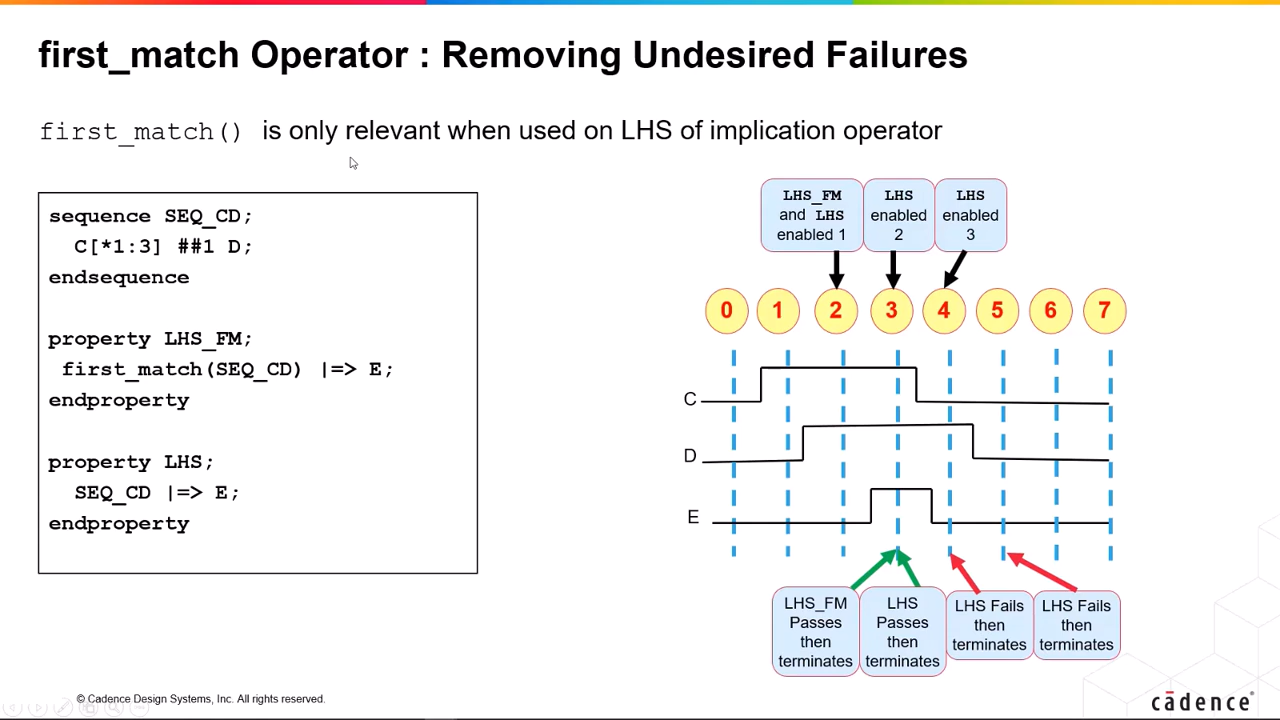 first_match Operator : Removing Undesired Failures
first_match() is only relevant when used on LHS of implication operator
sequence SEQ_CD;
C[*1:3] ##1 D;
endsequence
property LHS_FM;
first_match(SEQ_CD) |=> E;
endproperty
property LHS;
SEQ_CD |=> E;
endproperty
LHS_FM
and LHS
enabled 1
LHS
enabled
2
LHS
enabled
3
0 1 2 3 4 5 6 7
C
D
E
LHS_FM
Passes
then
terminates
LHS
Passes
then
terminates
LHS Fails
then
terminates
LHS Fails
then
terminates
© Cadence Design Systems, Inc. All rights reserved.
cādence®